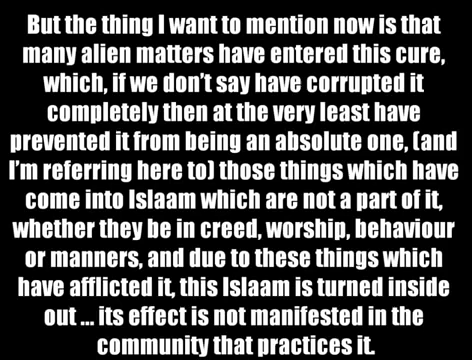 But the thing I want to mention now is that
many alien matters have entered this cure,
which, if we don't say have corrupted it
completely then at the very least have
prevented it from being an absolute one, (and
I'm referring here to) those things which have
come into Islaam which are not a part of it,
whether they be in creed, worship, behaviour
or manners, and due to these things which
have afflicted it, this Islaam is turned inside
out ... its effect is not manifested in the
community that practices it.